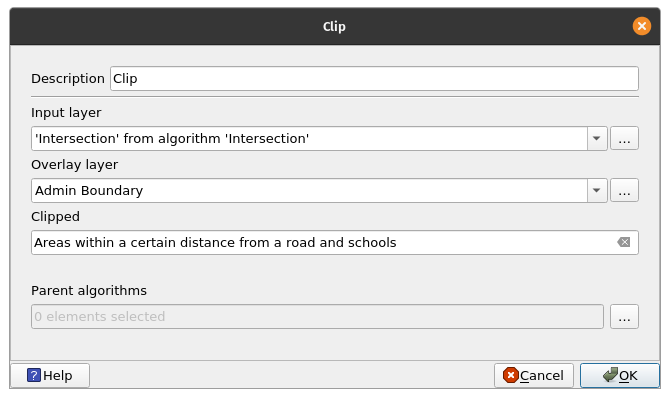 Clip
Description Clip
Input layer
'Intersection' from algorithm 'Intersection'
...
Overlay layer
Admin Boundary
...
Clipped
Areas within a certain distance from a road and schools
Parent algorithms
0 elements selected
...
? Help
Cancel
OK